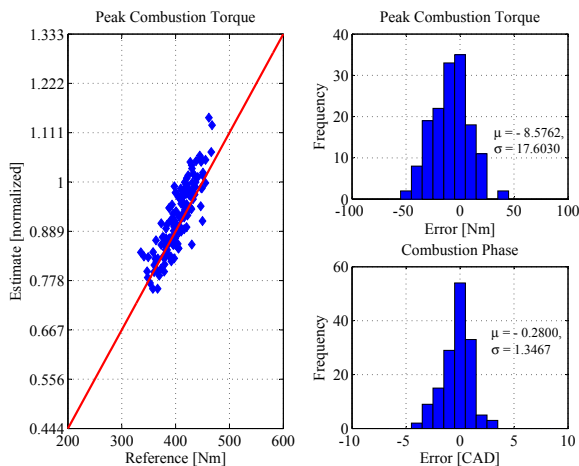 Peak Combustion Torque
1.333
1.222
1.111
1
0.889
0.778
0.667
0.556
0.444
Estimate [normalized]
200 300 400 500 600
Reference [Nm]
Peak Combustion Torque
40
30
20
10
0
Frequency
μ = - 8.5762,
σ = 17.6030
-100 -50 0 50 100
Error [Nm]
Combustion Phase
60
40
20
0
Frequency
μ = - 0.2800,
σ = 1.3467
-10 -5 0 5 10
Error [CAD]